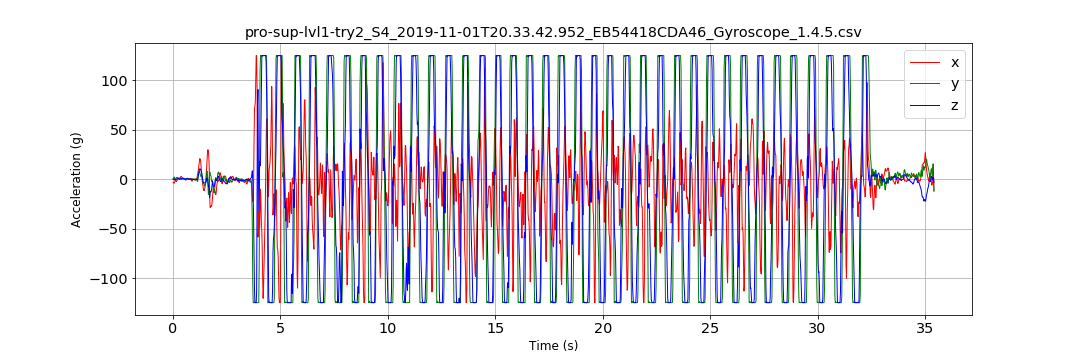 pro-sup-lvl1-try2_S4_2019-11-01T20.33.42.952_EB54418CDA46_Gyroscope_1.4.5.csv
x
y
z
100
50
0
−50
−100
Acceleration (g)
0 5 10 15 20 25 30 35
Time (s)